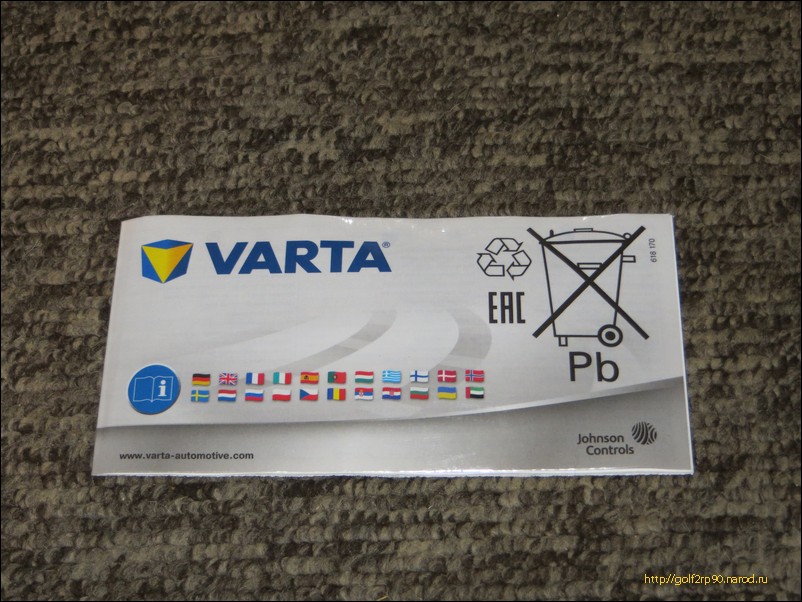 VARTA®
618 170
EAC
Pb
i
www.varta-automotive.com
Johnson
Controls
http://golf2rp90.narod.ru